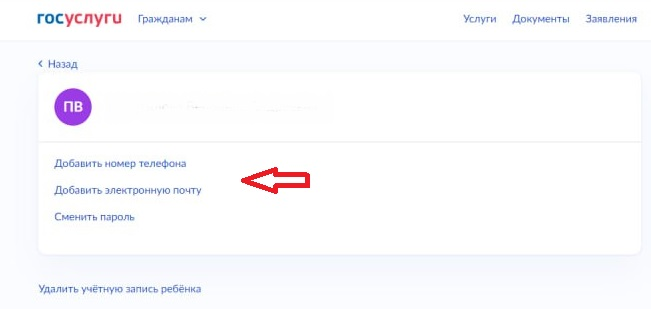 госуслуги Гражданам Услуги Документы Заявления
Назад
ПВ
Добавить номер телефона
Добавить электронную почту
Сменить пароль
Удалить учётную запись ребёнка